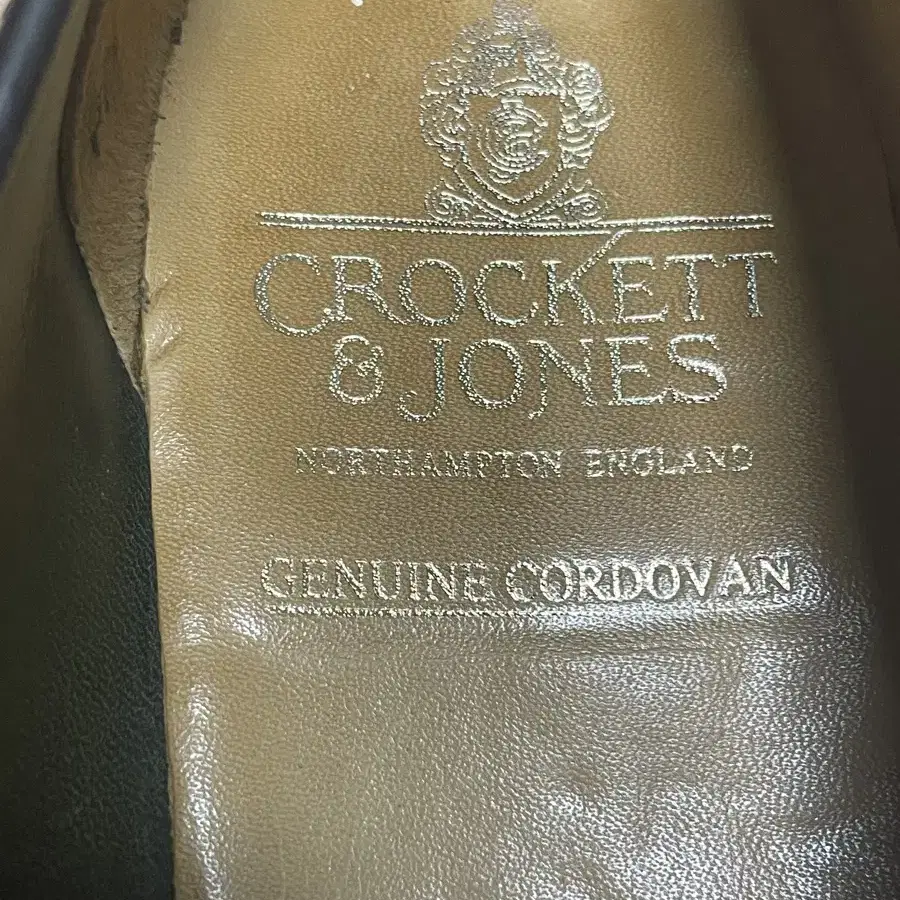 CROCKETT
& JONES
NORTHAMPTON ENGLAND
GENUINE CORDOVAN